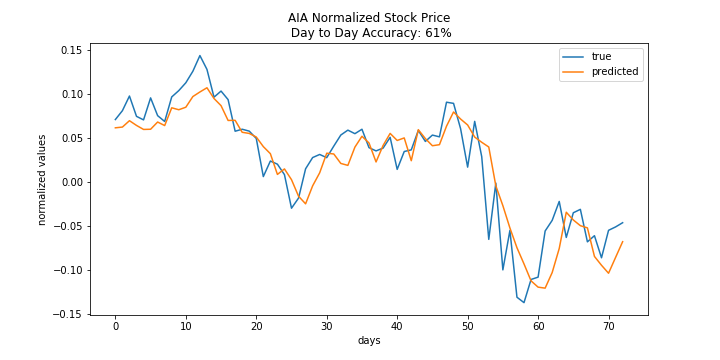 AIA Normalized Stock Price
Day to Day Accuracy: 61%
true
predicted
normalized values
0.15
0.10
0.05
0.00
−0.05
−0.10
−0.15
0 10 20 30 40 50 60 70
days